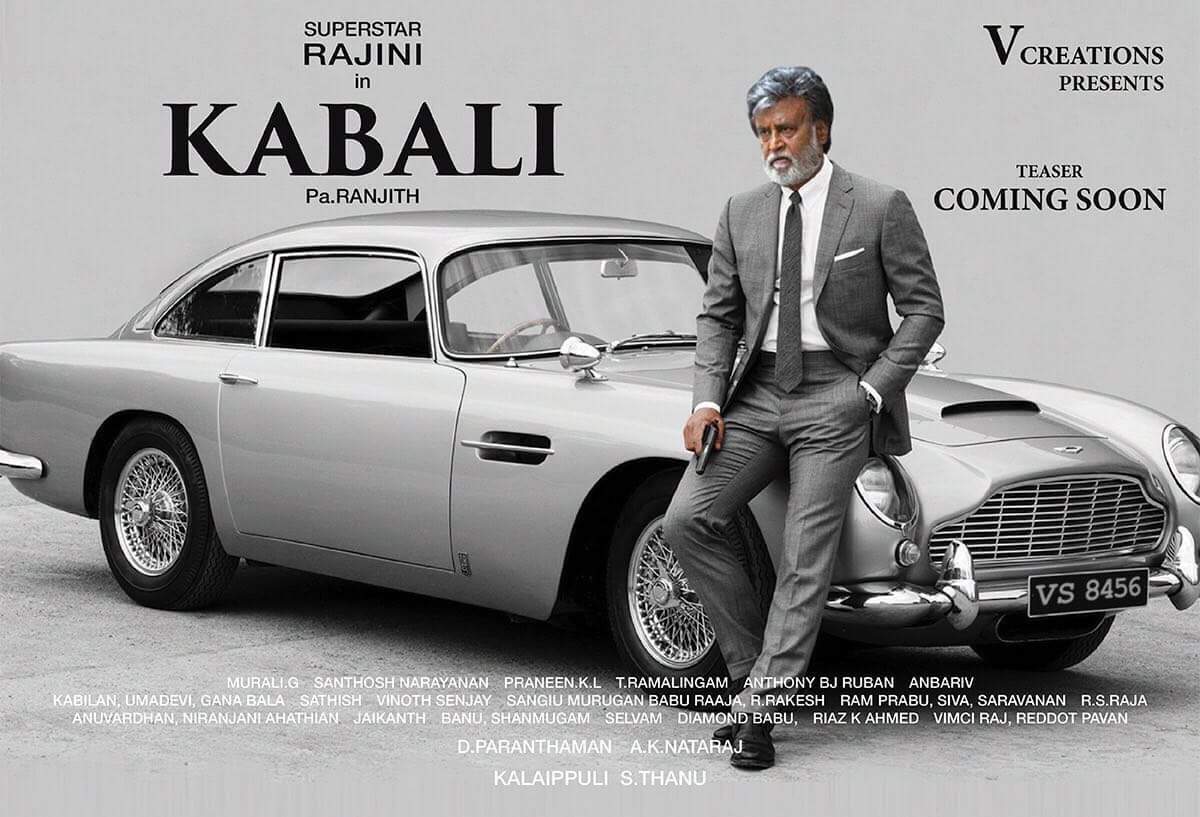 SUPERSTAR
RAJINI
in
KABALI
Pa.RANJITH
V CREATIONS
PRESENTS
TEASER
COMING SOON
VS 8456
MURALI.G SANTHOSH NARAYANAN PRANEEN.K.L T.RAMALINGAM ANTHONY BJ RUBAN ANBARIV
KABILAN, UMADEVI, GANA BALA SATHISH VINOTH SENJAY SANGIU MURUGAN BABU RAAJA, R.RAKESH RAM PRABU, SIVA, SARAVANAN R.S.RAJA
ANUVARDHAN, NIRANJANI AHATHIAN JAIKANTH BANU, SHANMUGAM SELVAM DIAMOND BABU, RIAZ K AHMED VIMCI RAJ, REDDOT PAVAN
D.PARANTHAMAN A.K.NATARAJ
KALAIPPULI S.THANU